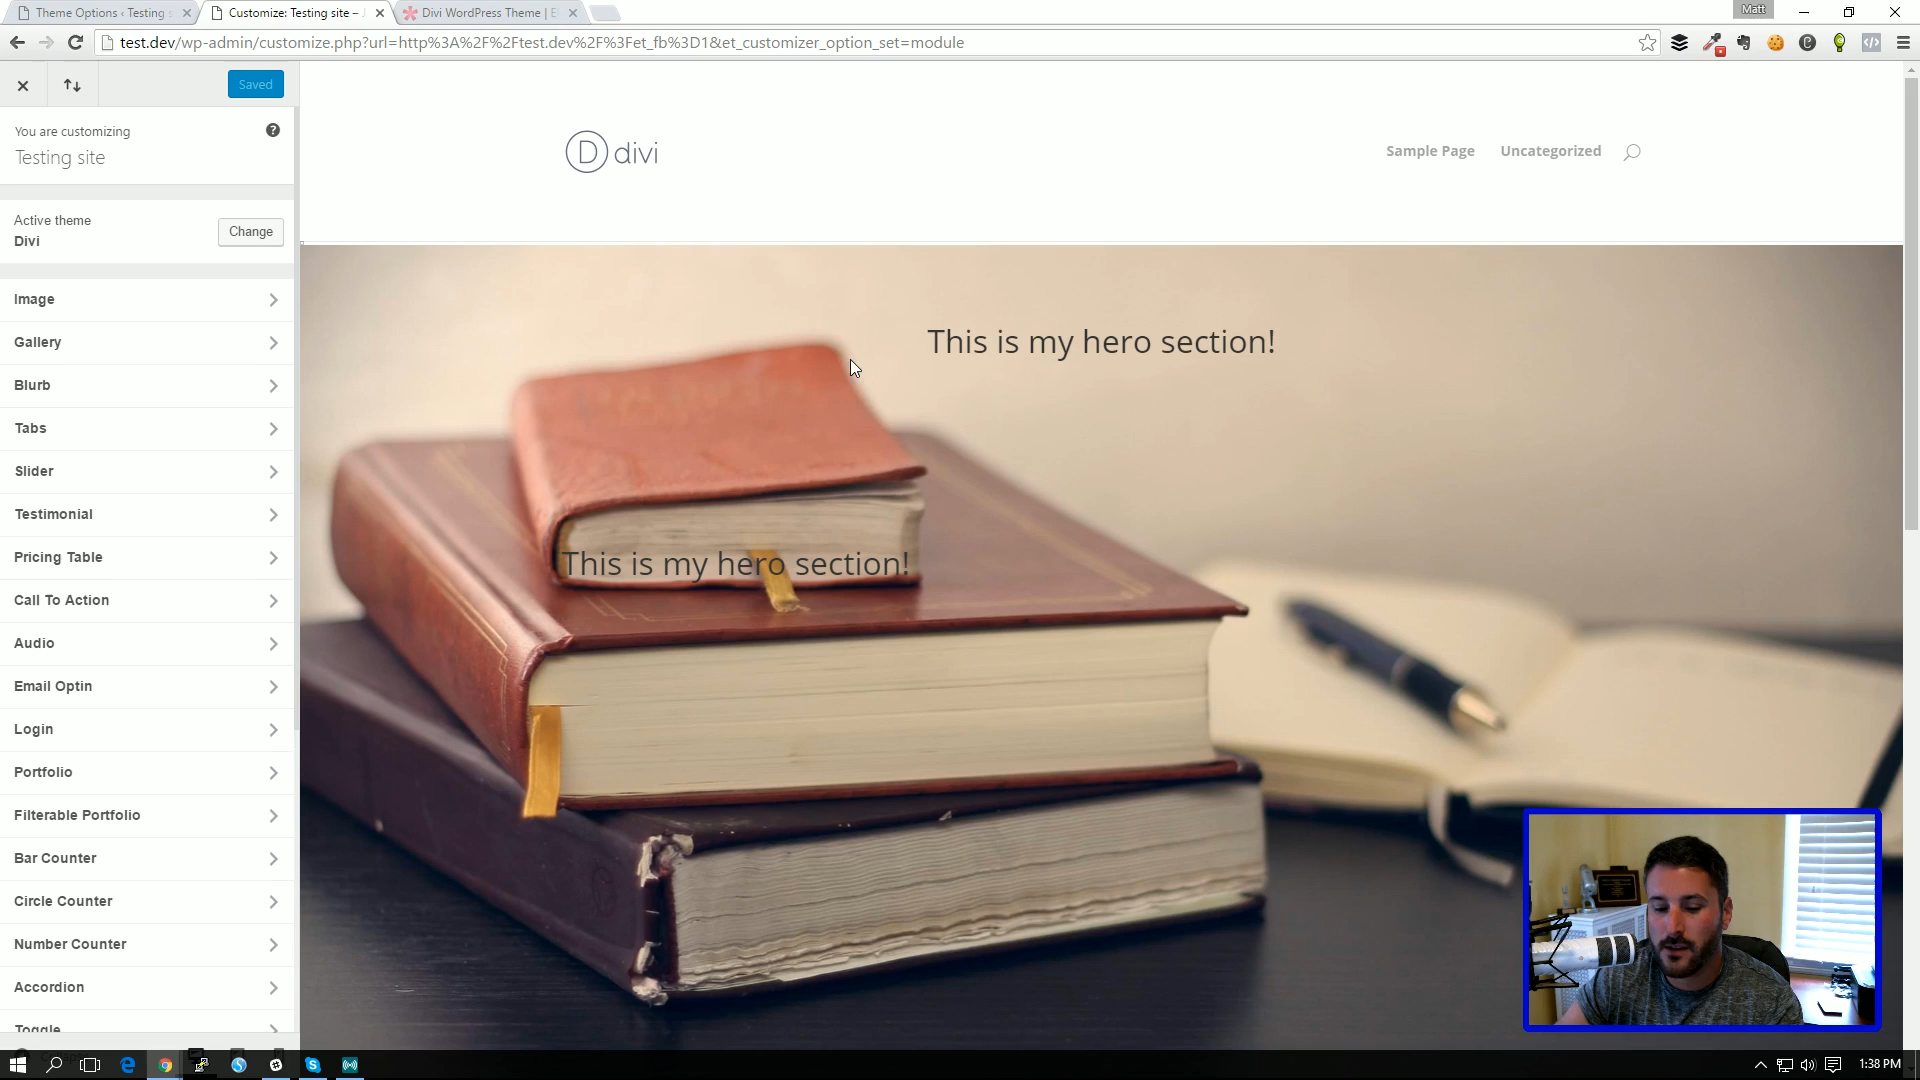 Theme Options ‹ Testing s
Customize: Testing site –
Divi WordPress Theme | E
Matt
test.dev/wp-admin/customize.php?url=http%3A%2F%2Ftest.dev%2F%3Fet_fb%3D1&et_customizer_option_set=module
Saved
You are customizing
Testing site
Active theme
Divi
Change
Image
Gallery
Blurb
Tabs
Slider
Testimonial
Pricing Table
Call To Action
Audio
Email Optin
Login
Portfolio
Filterable Portfolio
Bar Counter
Circle Counter
Number Counter
Accordion
Toggle
D divi
Sample Page
Uncategorized
This is my hero section!
This is my hero section!
1:38 PM